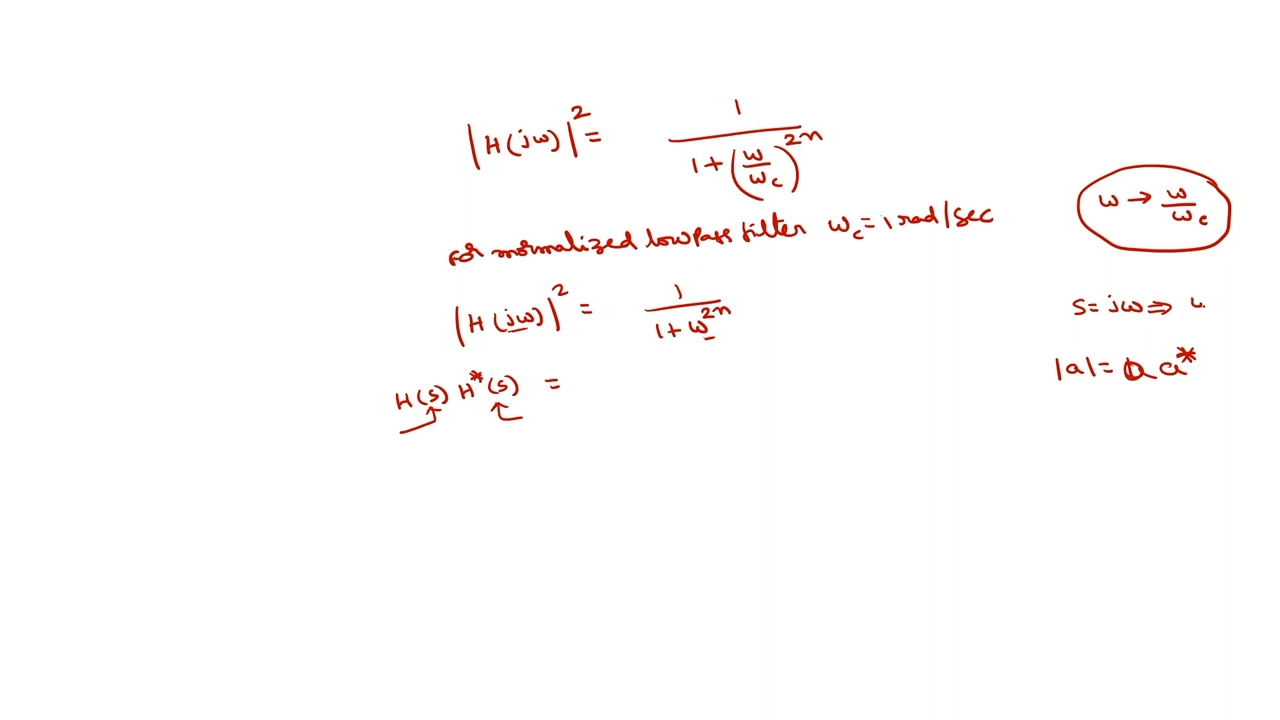 |H(jω)|² = 1 / (1 + (ω/ω_c)^{2n})
ω → ω/ω_c
for normalized lowpass filter ω_c = 1 rad/sec
|H(jω)|² = 1 / (1 + ω^{2n})
s = jω ⇒
|a| = a a*
H(s) H*(s) =